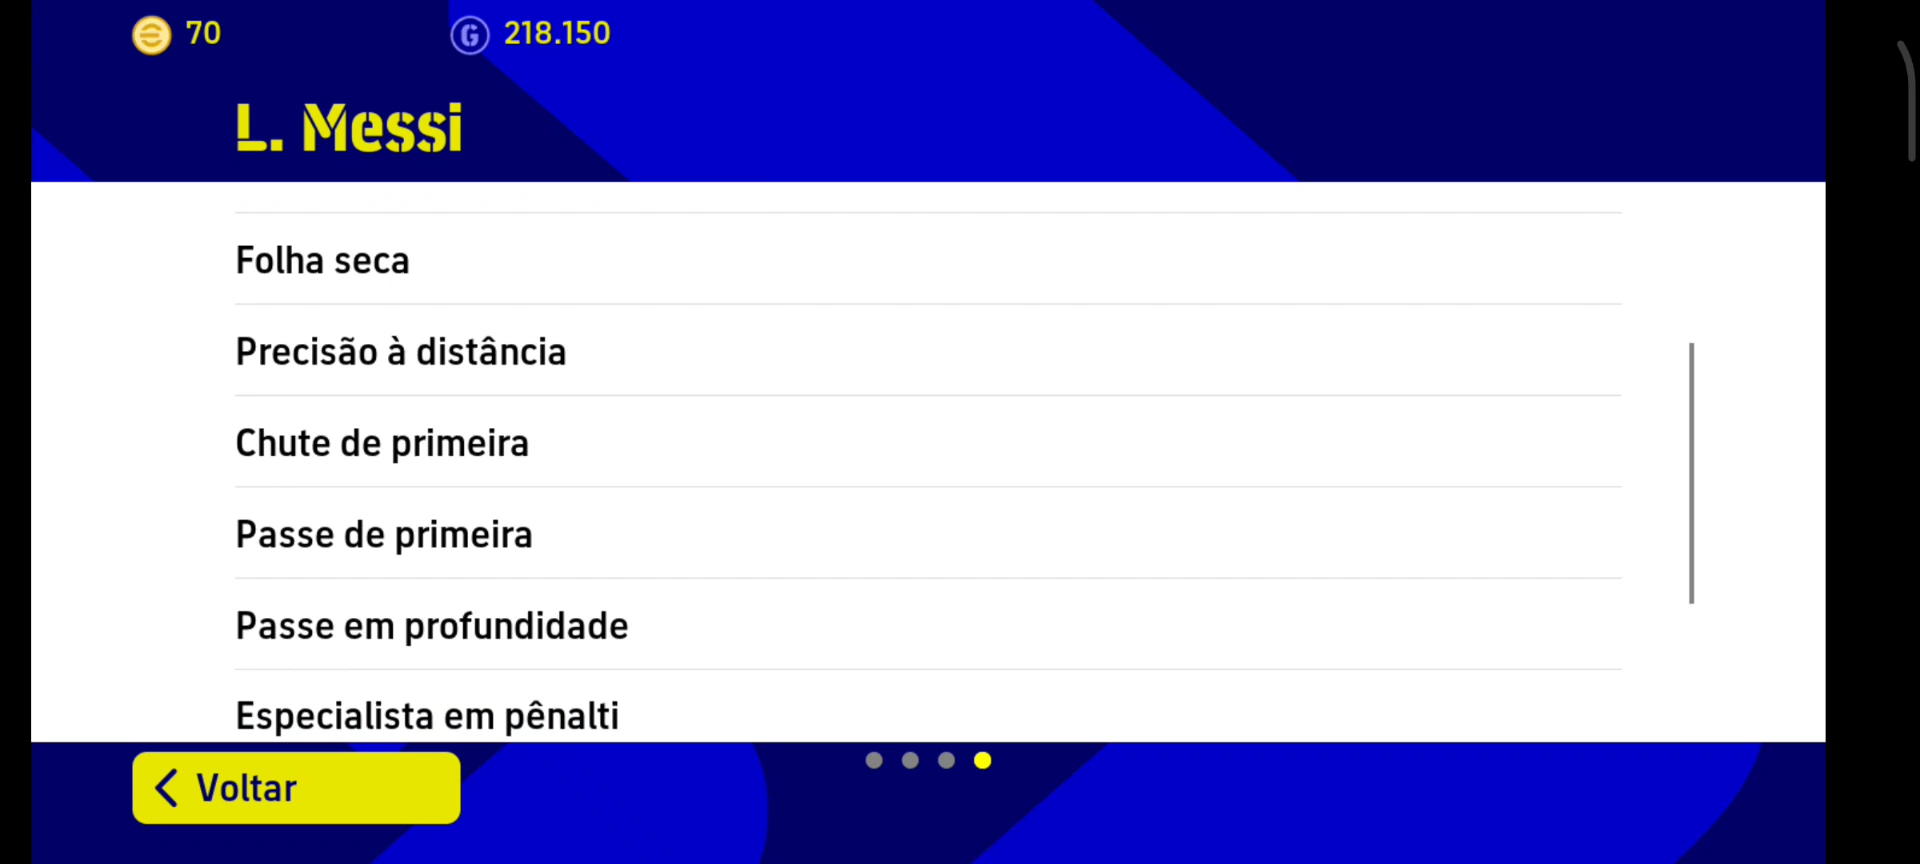 70
218.150
L. Messi
Folha seca
Precisão à distância
Chute de primeira
Passe de primeira
Passe em profundidade
Especialista em pênalti
Voltar